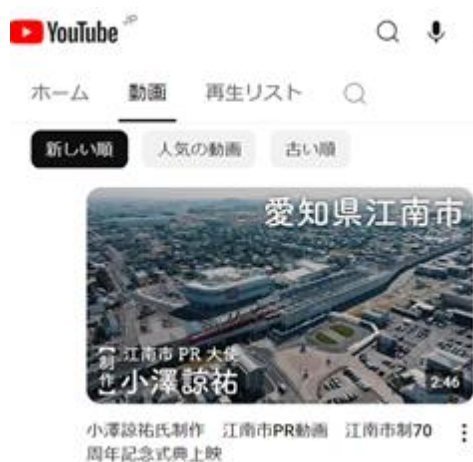 YouTube JP
ホーム 動画 再生リスト
新しい順 人気の動画 古い順
愛知県江南市
【制作】
江南市 PR 大使
小澤諒祐
2:46
小澤諒祐氏制作 江南市PR動画 江南市制70
周年記念式典上映